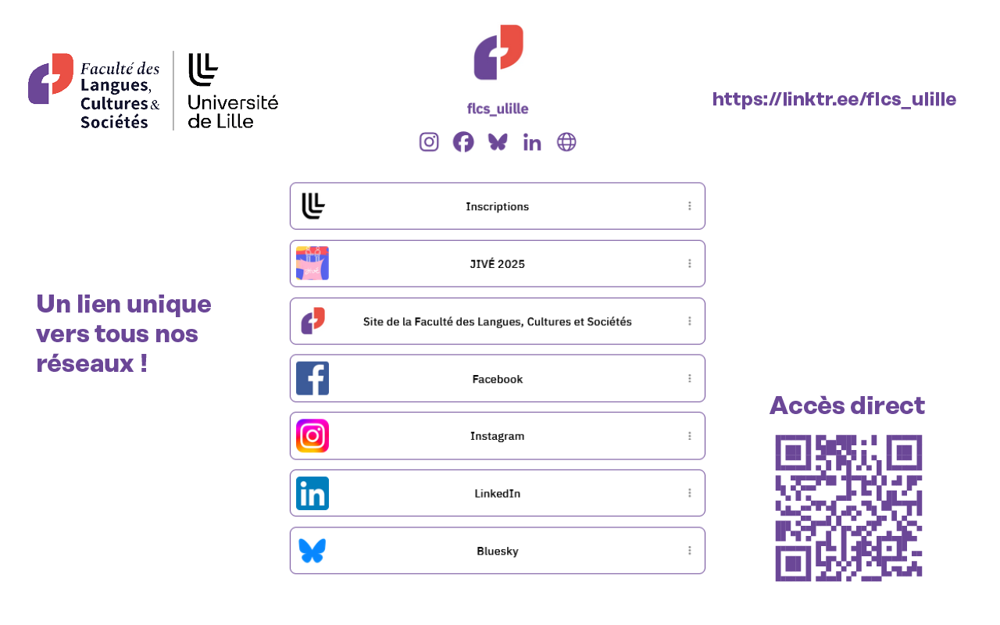 Faculté des
Langues,
Cultures &
Sociétés
Université
de Lille
flcs_ulille
https://linktr.ee/flcs_ulille
Inscriptions
JIVÉ 2025
Site de la Faculté des Langues, Cultures et Sociétés
Facebook
Instagram
LinkedIn
Bluesky
Un lien unique
vers tous nos
réseaux !
Accès direct